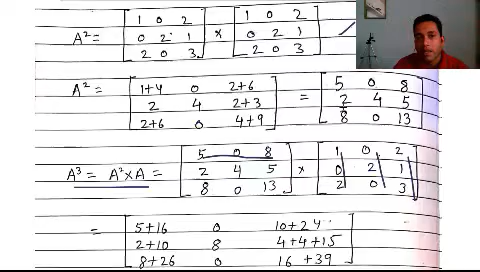 A² = [ 1 0 2 ] × [ 1 0 2 ]
[ 0 2 1 ] [ 0 2 1 ]
[ 2 0 3 ] [ 2 0 3 ]
A² = [ 1+4 0 2+6 ] = [ 5 0 8 ]
[ 2 4 2+3 ] [ 2 4 5 ]
[ 2+6 0 4+9 ] [ 8 0 13 ]
A³ = A²×A = [ 5 0 8 ] × [ 1 0 2 ]
[ 2 4 5 ] [ 0 2 1 ]
[ 8 0 13 ] [ 2 0 3 ]
= [ 5+16 0 10+24 ]
[ 2+10 8 4+4+15 ]
[ 8+26 0 16+39 ]